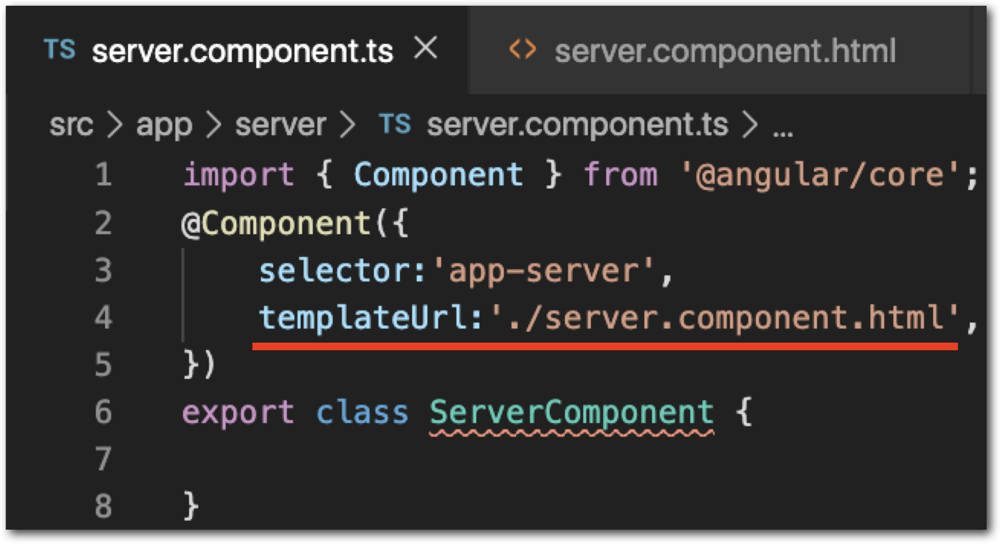 TS server.component.ts × <> server.component.html
src > app > server > TS server.component.ts > ...
1 import { Component } from '@angular/core';
2 @Component({
3     selector:'app-server',
4     templateUrl:'./server.component.html',
5 })
6 export class ServerComponent {
7
8 }